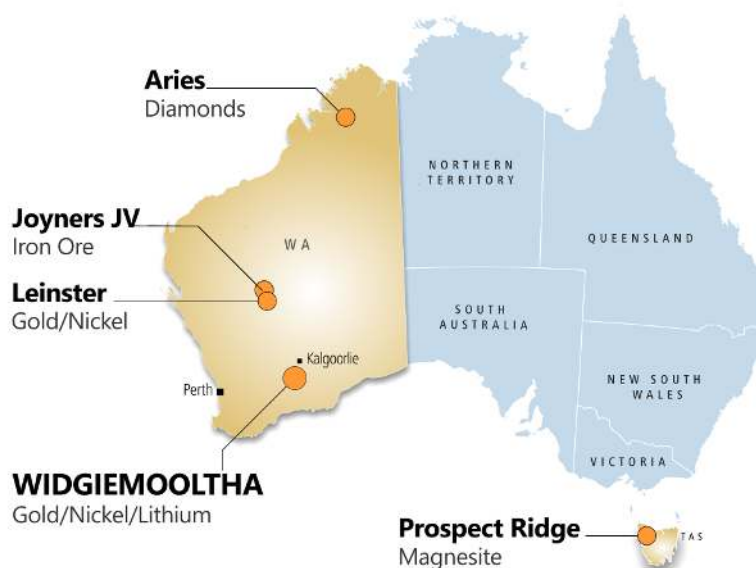 Aries
Diamonds
NORTHERN
TERRITORY
Joyners JV
Iron Ore
WA
QUEENSLAND
Leinster
Gold/Nickel
SOUTH
AUSTRALIA
Kalgoorlie
Perth
NEW SOUTH
WALES
VICTORIA
WIDGIEMOOLTHA
Gold/Nickel/Lithium
Prospect Ridge
Magnesite
TAS